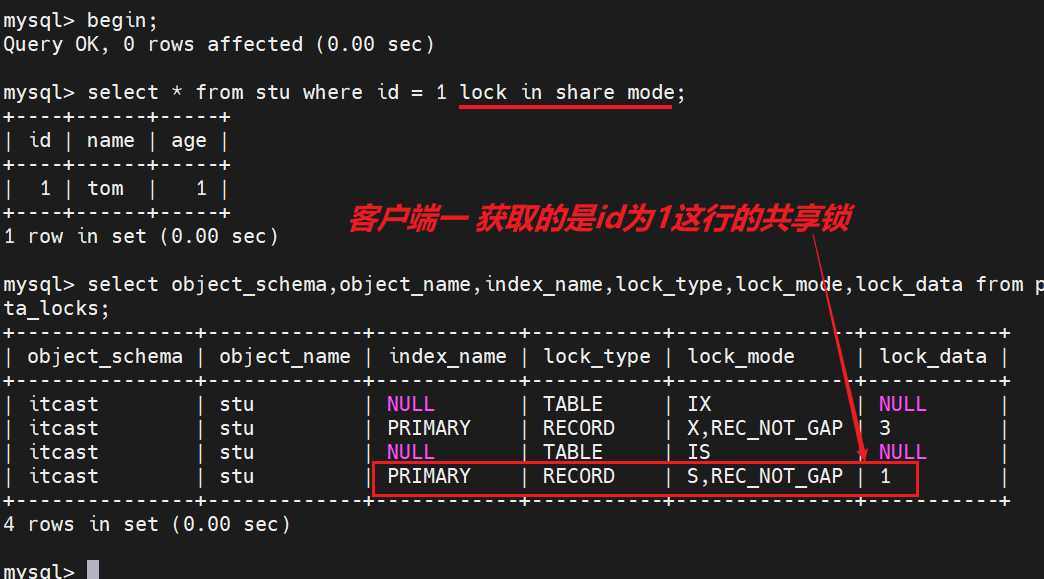 mysql> begin;
Query OK, 0 rows affected (0.00 sec)
mysql> select * from stu where id = 1 lock in share mode;
+----+------+-----+
| id | name | age |
+----+------+-----+
| 1 | tom | 1 |
+----+------+-----+
客户端一 获取的是id为1这行的共享锁
1 row in set (0.00 sec)
mysql> select object_schema,object_name,index_name,lock_type,lock_mode,lock_data from p
ta_locks;
+---------------+-------------+------------+-----------+---------------+-----------+
| object_schema | object_name | index_name | lock_type | lock_mode | lock_data |
+---------------+-------------+------------+-----------+---------------+-----------+
| itcast | stu | NULL | TABLE | IX | NULL |
| itcast | stu | PRIMARY | RECORD | X,REC_NOT_GAP | 3 |
| itcast | stu | NULL | TABLE | IS | NULL |
| itcast | stu | PRIMARY | RECORD | S,REC_NOT_GAP | 1 |
+---------------+-------------+------------+-----------+---------------+-----------+
4 rows in set (0.00 sec)
mysql>